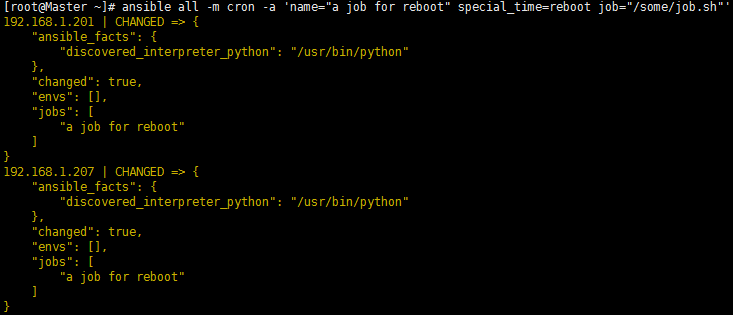 [root@Master ~]# ansible all -m cron -a 'name="a job for reboot" special_time=reboot job="/some/job.sh"'
192.168.1.201 | CHANGED => {
    "ansible_facts": {
        "discovered_interpreter_python": "/usr/bin/python"
    },
    "changed": true,
    "envs": [],
    "jobs": [
        "a job for reboot"
    ]
}
192.168.1.207 | CHANGED => {
    "ansible_facts": {
        "discovered_interpreter_python": "/usr/bin/python"
    },
    "changed": true,
    "envs": [],
    "jobs": [
        "a job for reboot"
    ]
}